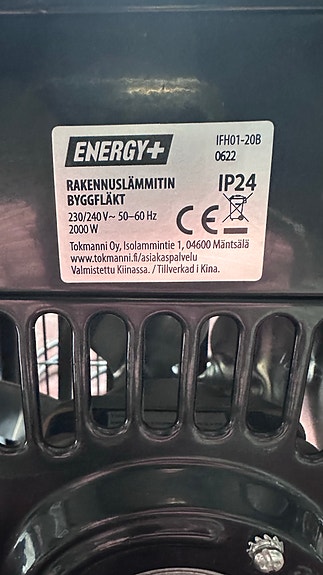 ENERGY+
IFH01-20B
0622
RAKENNUSLÄMMITIN
BYGGFLÄKT
IP24
230/240 V~ 50–60 Hz
2000 W
CE
Tokmanni Oy, Isolammintie 1, 04600 Mäntsälä
www.tokmanni.fi/asiakaspalvelu
Valmistettu Kiinassa. / Tillverkad i Kina.